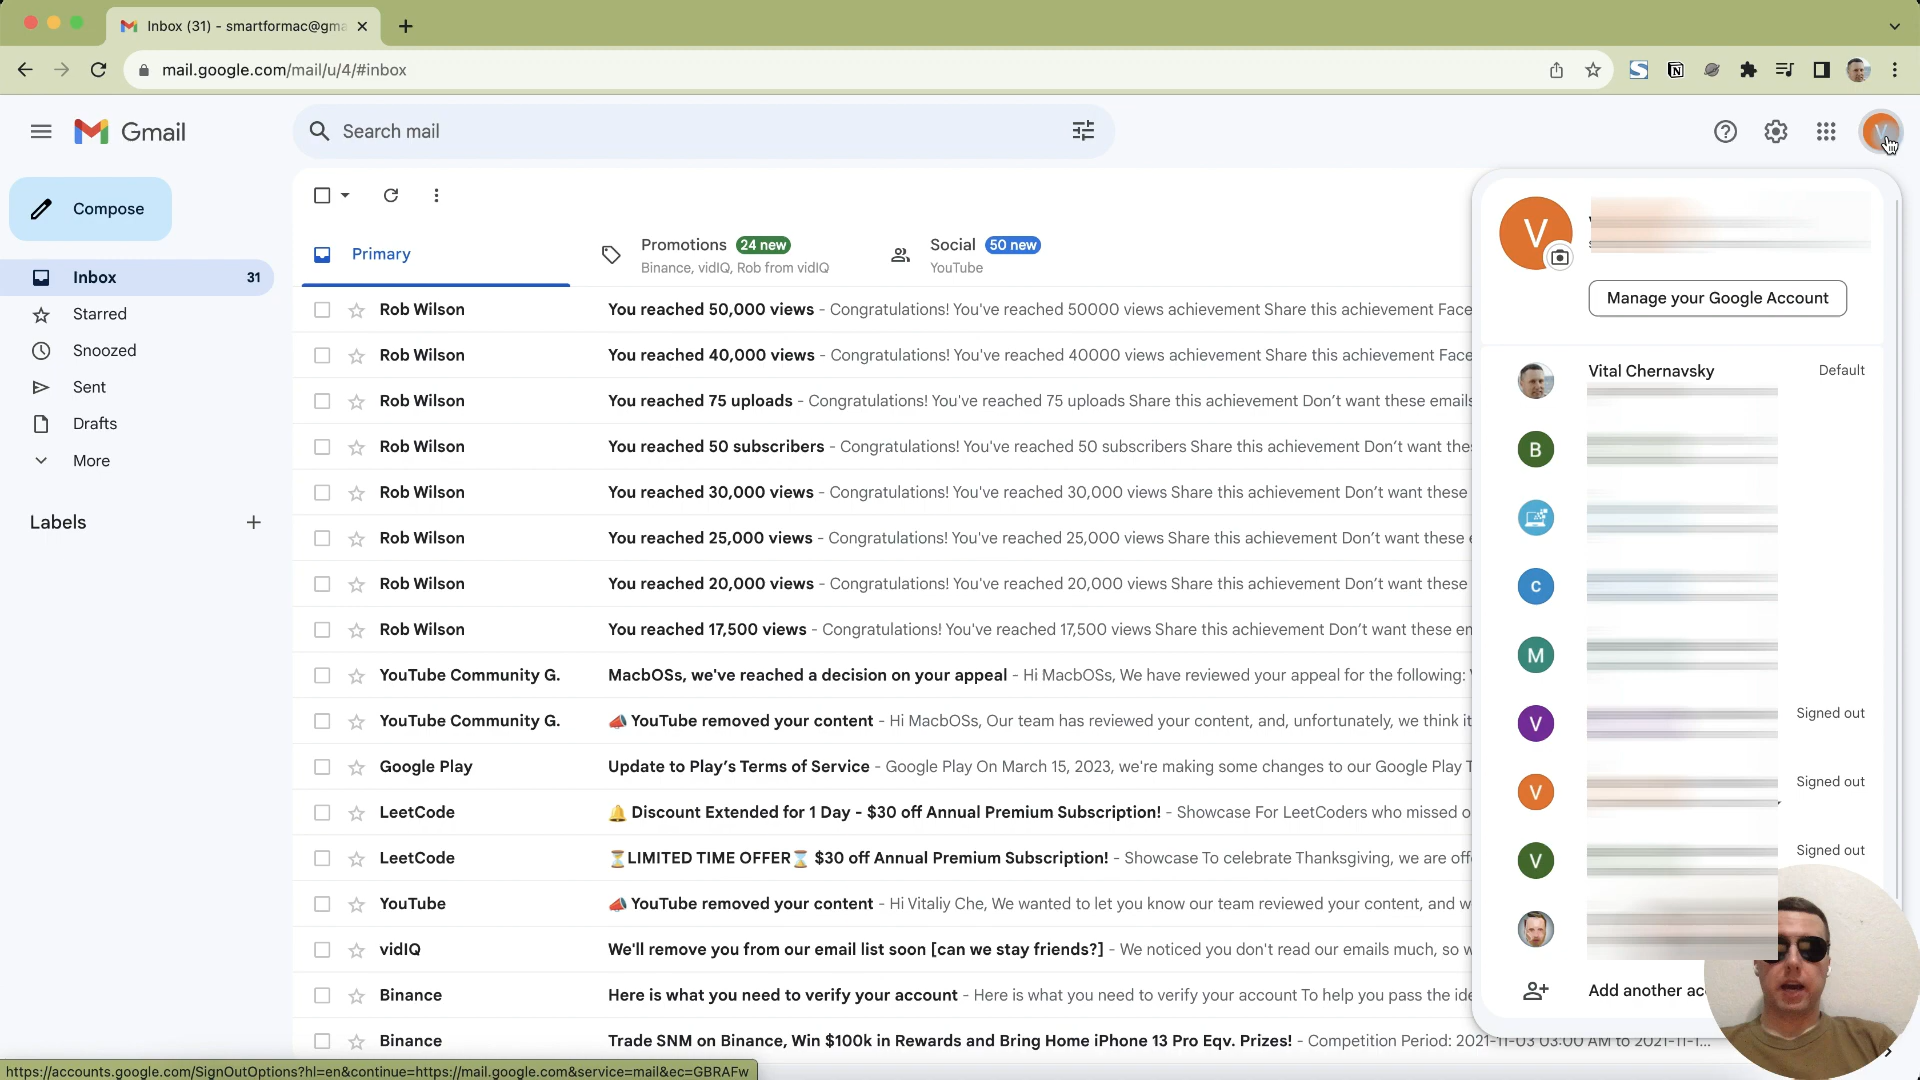 Inbox (31) - smartformac@gma
mail.google.com/mail/u/4/#inbox
Gmail
Search mail
Compose
Inbox 31
Starred
Snoozed
Sent
Drafts
More
Labels
Primary
Promotions 24 new
Binance, vidIQ, Rob from vidIQ
Social 50 new
YouTube
Rob Wilson You reached 50,000 views - Congratulations! You've reached 50000 views achievement Share this achievement Face
Rob Wilson You reached 40,000 views - Congratulations! You've reached 40000 views achievement Share this achievement Face
Rob Wilson You reached 75 uploads - Congratulations! You've reached 75 uploads Share this achievement Don't want these emails
Rob Wilson You reached 50 subscribers - Congratulations! You've reached 50 subscribers Share this achievement Don't want the
Rob Wilson You reached 30,000 views - Congratulations! You've reached 30,000 views Share this achievement Don't want these
Rob Wilson You reached 25,000 views - Congratulations! You've reached 25,000 views Share this achievement Don't want these e
Rob Wilson You reached 20,000 views - Congratulations! You've reached 20,000 views Share this achievement Don't want these
Rob Wilson You reached 17,500 views - Congratulations! You've reached 17,500 views Share this achievement Don't want these em
YouTube Community G. MacbOSs, we've reached a decision on your appeal - Hi MacbOSs, We have reviewed your appeal for the following:
YouTube Community G. 📣 YouTube removed your content - Hi MacbOSs, Our team has reviewed your content, and, unfortunately, we think it
Google Play Update to Play's Terms of Service - Google Play On March 15, 2023, we're making some changes to our Google Play T
LeetCode 🔔 Discount Extended for 1 Day - $30 off Annual Premium Subscription! - Showcase For LeetCoders who missed o
LeetCode ⏳LIMITED TIME OFFER⏳ $30 off Annual Premium Subscription! - Showcase To celebrate Thanksgiving, we are off
YouTube 📣 YouTube removed your content - Hi Vitaliy Che, We wanted to let you know our team reviewed your content, and w
vidIQ We'll remove you from our email list soon [can we stay friends?] - We noticed you don't read our emails much, so w
Binance Here is what you need to verify your account - Here is what you need to verify your account To help you pass the ide
Binance Trade SNM on Binance, Win $100k in Rewards and Bring Home iPhone 13 Pro Eqv. Prizes! - Competition Period: 2021-11-03 03:00 AM to 2021-11-1...
V
V
Manage your Google Account
Vital Chernavsky Default
B
C
M
V Signed out
V Signed out
V Signed out
Add another acc
https://accounts.google.com/SignOutOptions?hl=en&continue=https://mail.google.com&service=mail&ec=GBRAFw